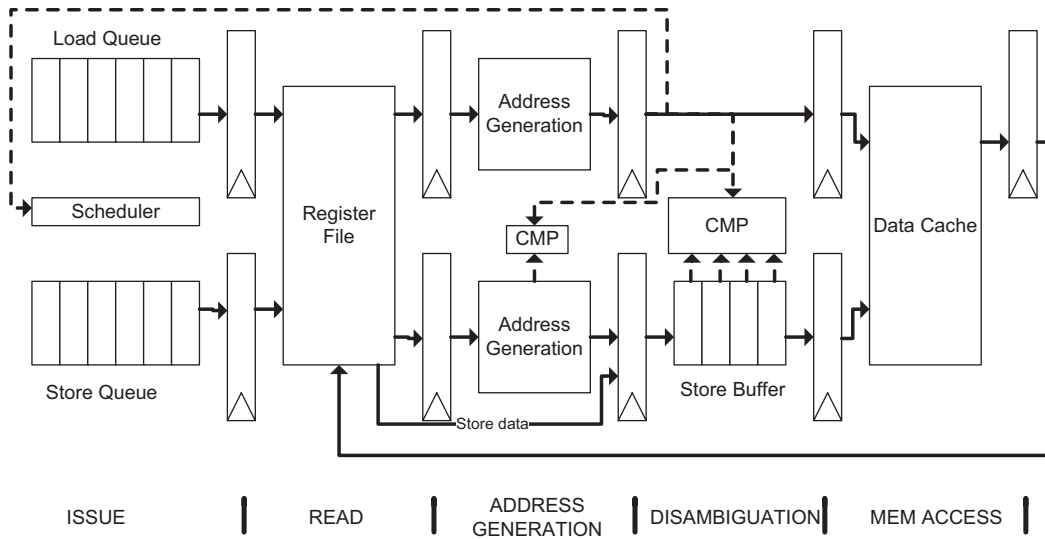 Load Queue
Address
Generation
Scheduler
Register
File
CMP
CMP
Data Cache
Address
Generation
Store Queue
Store Buffer
Store data
ISSUE
READ
ADDRESS
GENERATION
DISAMBIGUATION
MEM ACCESS